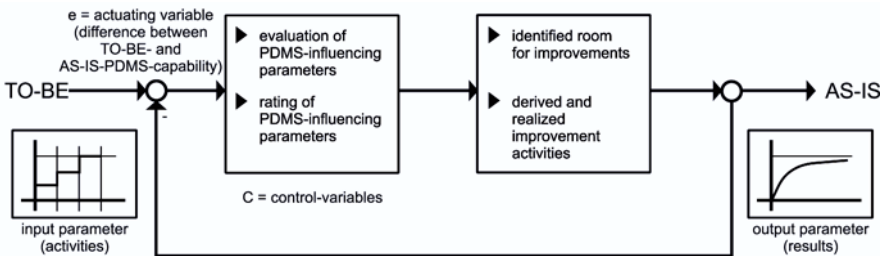 e = actuating variable
(difference between
TO-BE- and
AS-IS-PDMS-capability)
TO-BE
-
evaluation of
PDMS-influencing
parameters
rating of
PDMS-influencing
parameters
C = control-variables
identified room
for improvements
derived and
realized
improvement
activities
AS-IS
input parameter
(activities)
output parameter
(results)